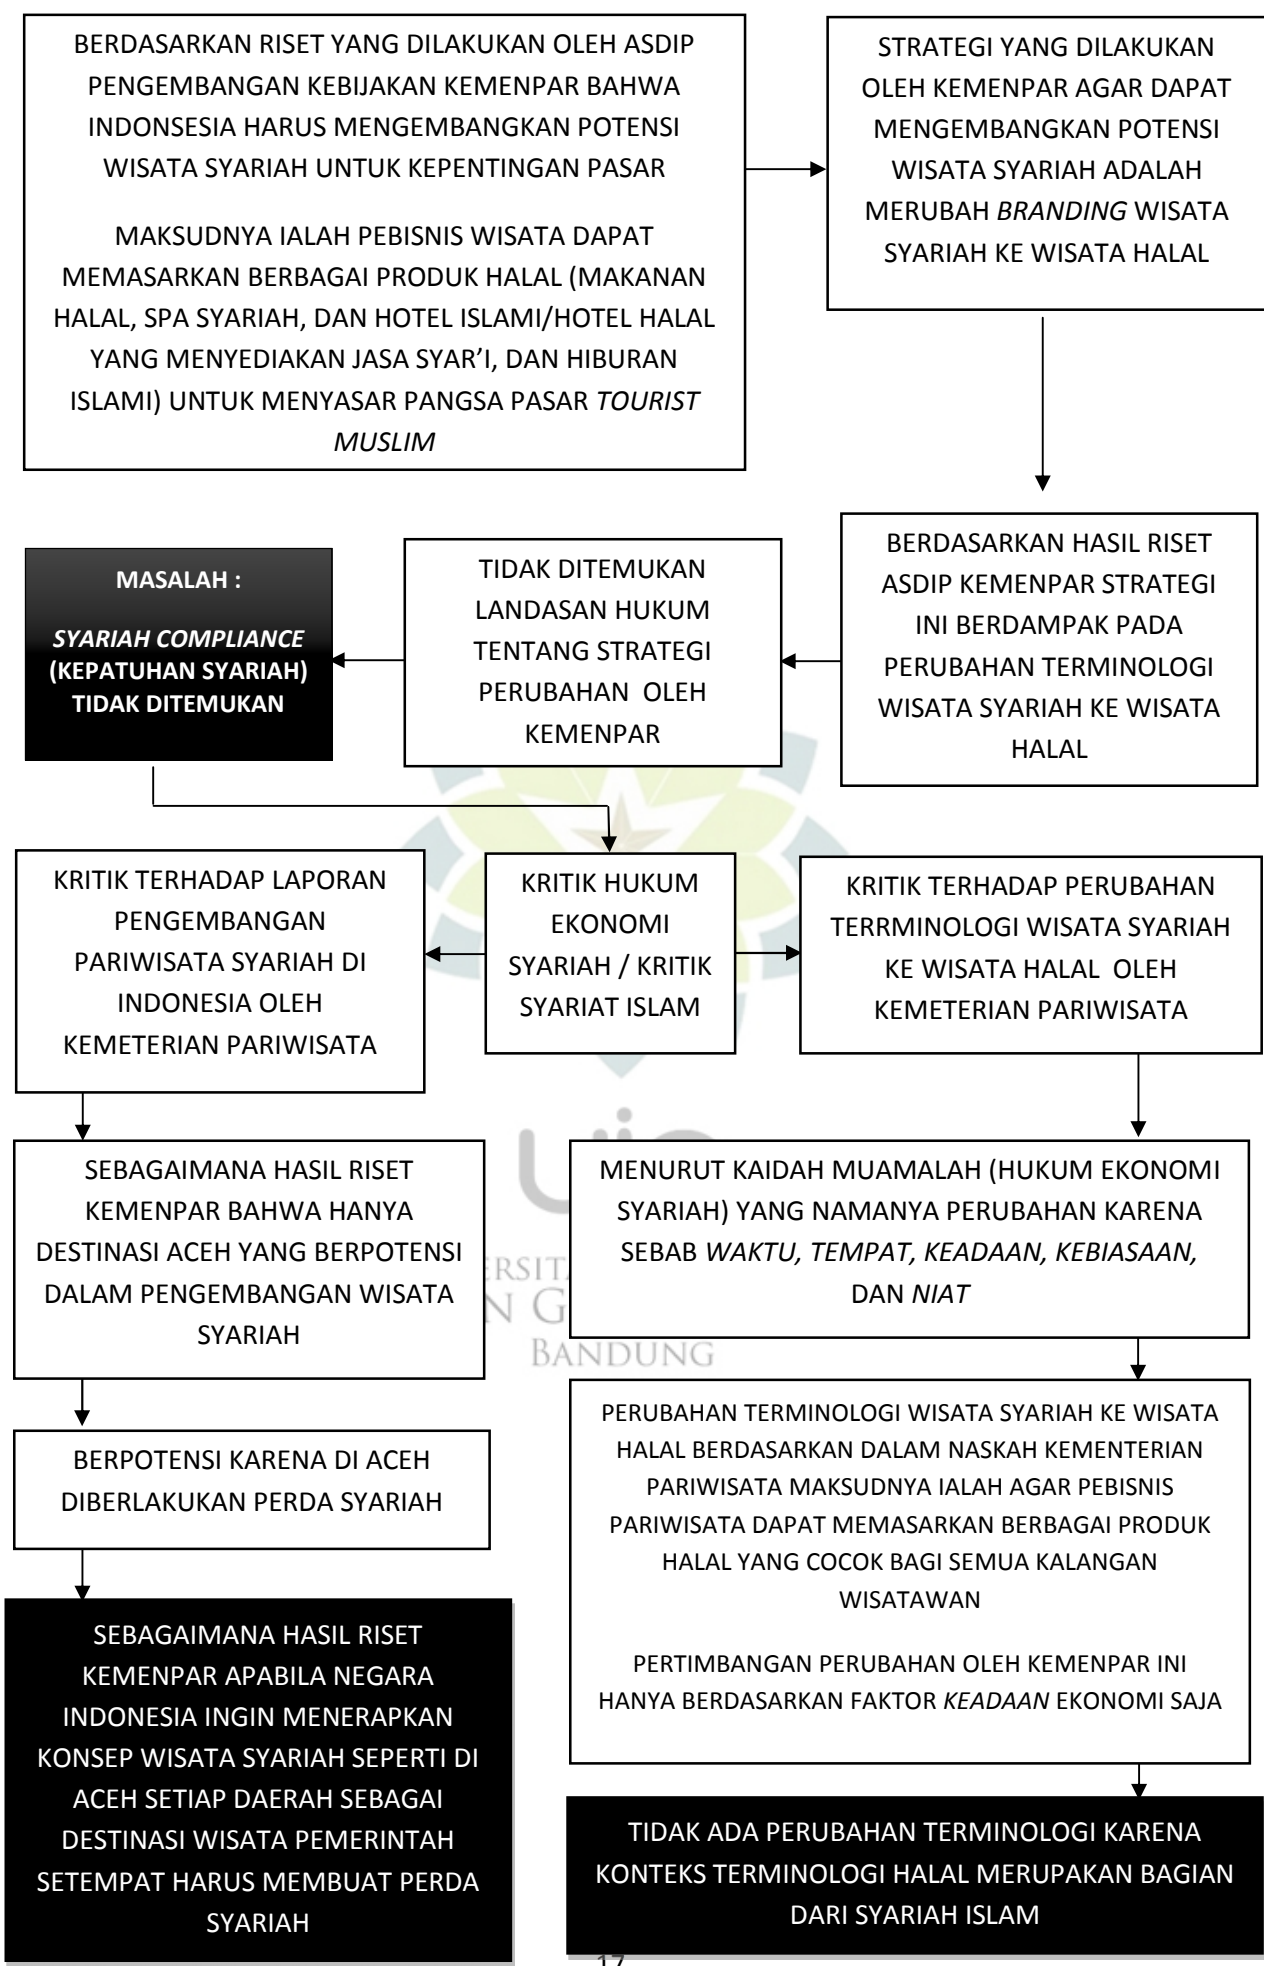 BERDASARKAN RISET YANG DILAKUKAN OLEH ASDIP
PENGEMBANGAN KEBIJAKAN KEMENPAR BAHWA
INDONSESIA HARUS MENGEMBANGKAN POTENSI
WISATA SYARIAH UNTUK KEPENTINGAN PASAR
MAKSUDNYA IALAH PEBISNIS WISATA DAPAT
MEMASARKAN BERBAGAI PRODUK HALAL (MAKANAN
HALAL, SPA SYARIAH, DAN HOTEL ISLAMI/HOTEL HALAL
YANG MENYEDIAKAN JASA SYAR’I, DAN HIBURAN
ISLAMI) UNTUK MENYASAR PANGSA PASAR TOURIST
MUSLIM
STRATEGI YANG DILAKUKAN
OLEH KEMENPAR AGAR DAPAT
MENGEMBANGKAN POTENSI
WISATA SYARIAH ADALAH
MERUBAH BRANDING WISATA
SYARIAH KE WISATA HALAL
BERDASARKAN HASIL RISET
ASDIP KEMENPAR STRATEGI
INI BERDAMPAK PADA
PERUBAHAN TERMINOLOGI
WISATA SYARIAH KE WISATA
HALAL
TIDAK DITEMUKAN
LANDASAN HUKUM
TENTANG STRATEGI
PERUBAHAN OLEH
KEMENPAR
MASALAH :
SYARIAH COMPLIANCE
(KEPATUHAN SYARIAH)
TIDAK DITEMUKAN
KRITIK HUKUM
EKONOMI
SYARIAH / KRITIK
SYARIAT ISLAM
KRITIK TERHADAP LAPORAN
PENGEMBANGAN
PARIWISATA SYARIAH DI
INDONESIA OLEH
KEMETERIAN PARIWISATA
KRITIK TERHADAP PERUBAHAN
TERRMINOLOGI WISATA SYARIAH
KE WISATA HALAL OLEH
KEMETERIAN PARIWISATA
SEBAGAIMANA HASIL RISET
KEMENPAR BAHWA HANYA
DESTINASI ACEH YANG BERPOTENSI
DALAM PENGEMBANGAN WISATA
SYARIAH
BERPOTENSI KARENA DI ACEH
DIBERLAKUKAN PERDA SYARIAH
SEBAGAIMANA HASIL RISET
KEMENPAR APABILA NEGARA
INDONESIA INGIN MENERAPKAN
KONSEP WISATA SYARIAH SEPERTI DI
ACEH SETIAP DAERAH SEBAGAI
DESTINASI WISATA PEMERINTAH
SETEMPAT HARUS MEMBUAT PERDA
SYARIAH
MENURUT KAIDAH MUAMALAH (HUKUM EKONOMI
SYARIAH) YANG NAMANYA PERUBAHAN KARENA
SEBAB WAKTU, TEMPAT, KEADAAN, KEBIASAAN,
DAN NIAT
PERUBAHAN TERMINOLOGI WISATA SYARIAH KE WISATA
HALAL BERDASARKAN DALAM NASKAH KEMENTERIAN
PARIWISATA MAKSUDNYA IALAH AGAR PEBISNIS
PARIWISATA DAPAT MEMASARKAN BERBAGAI PRODUK
HALAL YANG COCOK BAGI SEMUA KALANGAN
WISATAWAN
PERTIMBANGAN PERUBAHAN OLEH KEMENPAR INI
HANYA BERDASARKAN FAKTOR KEADAAN EKONOMI SAJA
TIDAK ADA PERUBAHAN TERMINOLOGI KARENA
KONTEKS TERMINOLOGI HALAL MERUPAKAN BAGIAN
DARI SYARIAH ISLAM
BANDUNG
17